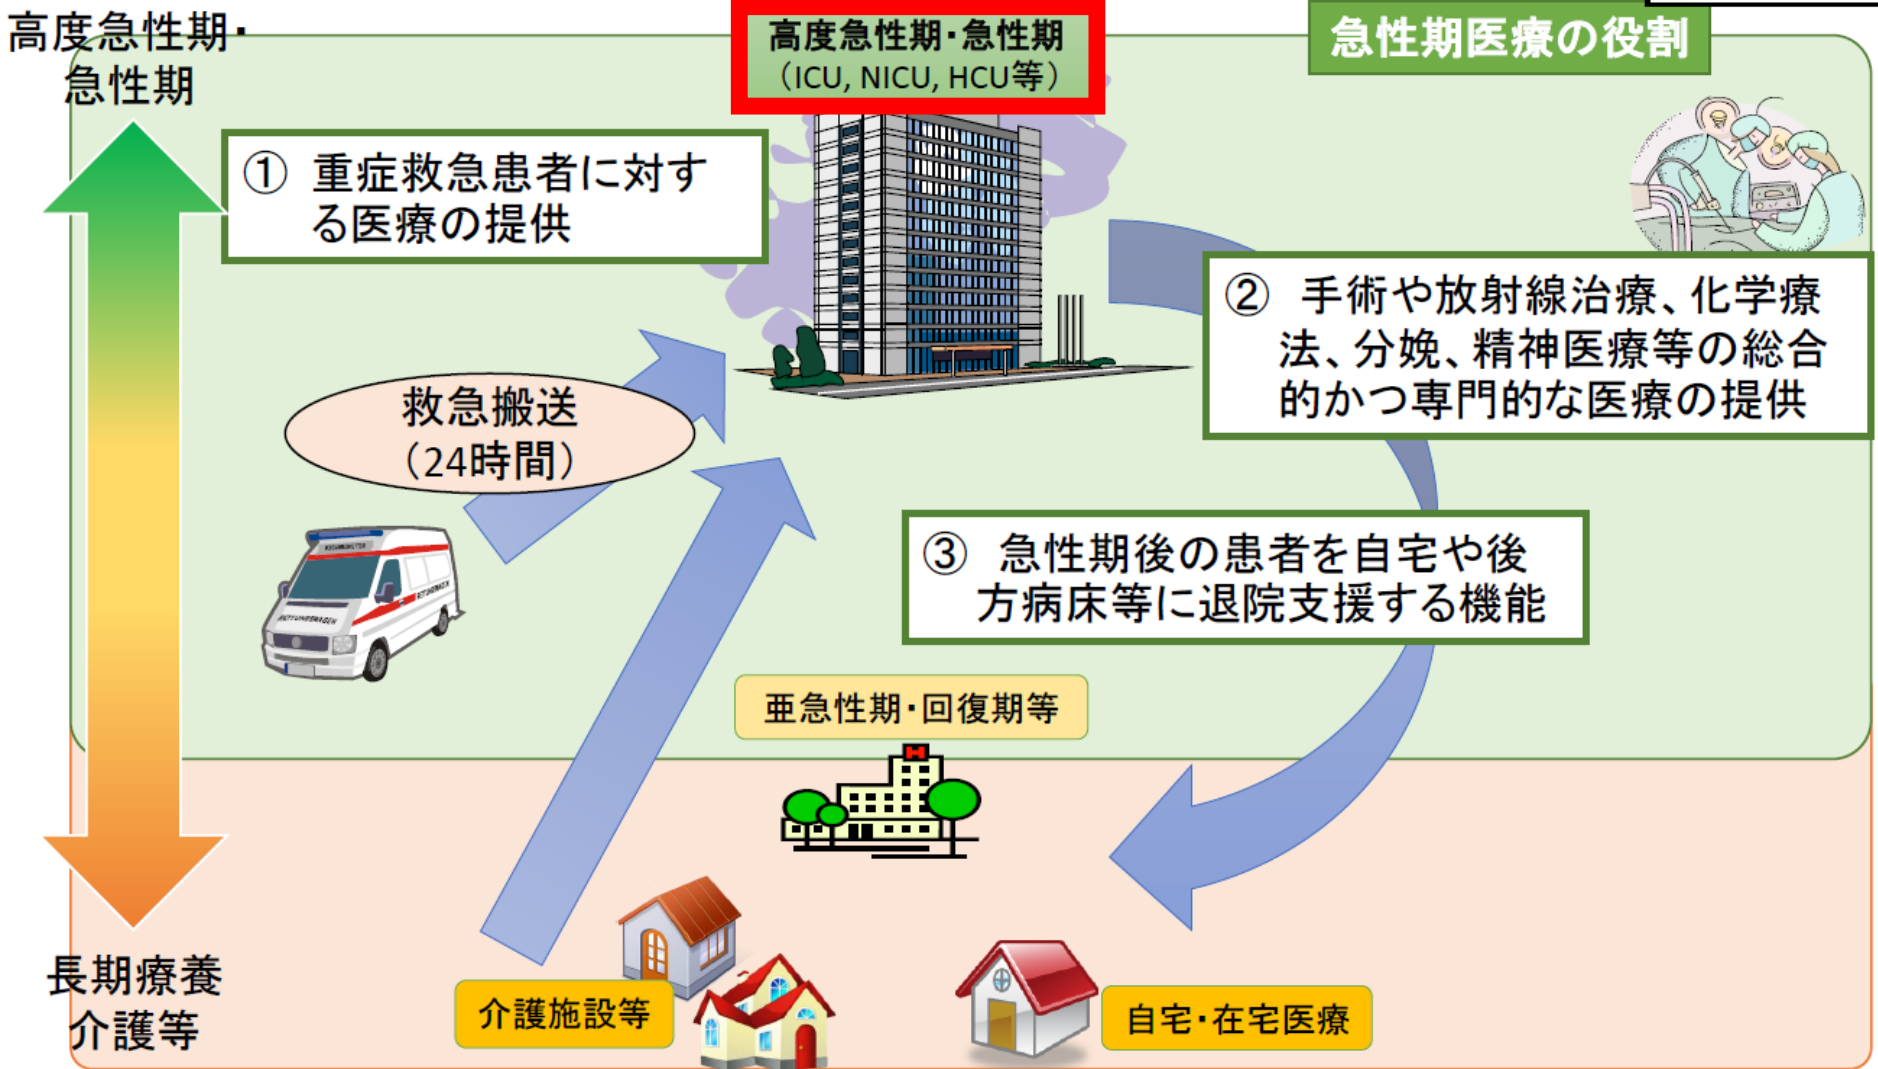 高度急性期・
急性期
高度急性期・急性期
（ICU, NICU, HCU等）
急性期医療の役割
① 重症救急患者に対す
る医療の提供
② 手術や放射線治療、化学療
法、分娩、精神医療等の総合
的かつ専門的な医療の提供
救急搬送
（24時間）
③ 急性期後の患者を自宅や後
方病床等に退院支援する機能
RETTUNGSWAGEN
亜急性期・回復期等
H
長期療養
介護等
介護施設等
自宅・在宅医療